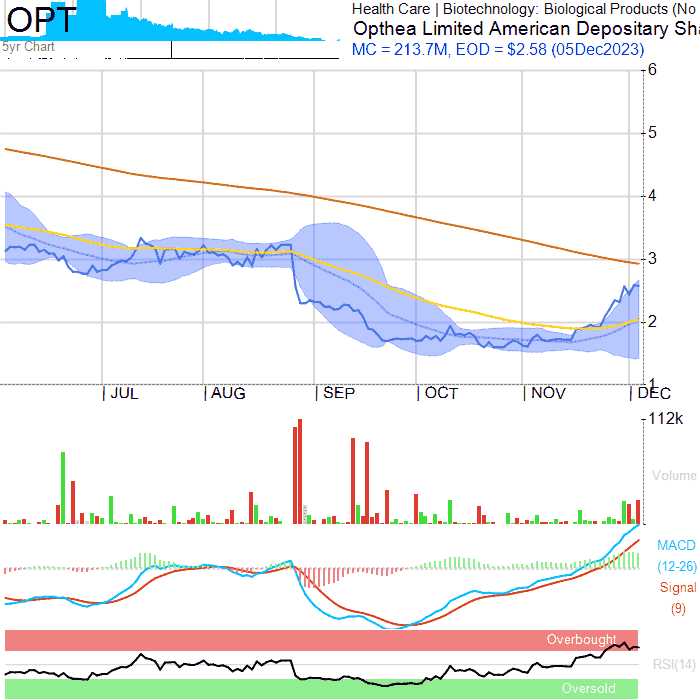 OPT
5yr Chart
Health Care | Biotechnology: Biological Products (No
Opthea Limited American Depositary Sha
MC = 213.7M, EOD = $2.58 (05Dec2023)
6
5
4
3
2
1
JUL AUG SEP OCT NOV DEC
112k
Volume
MACD
(12-26)
Signal
(9)
Overbought
RSI(14)
Oversold